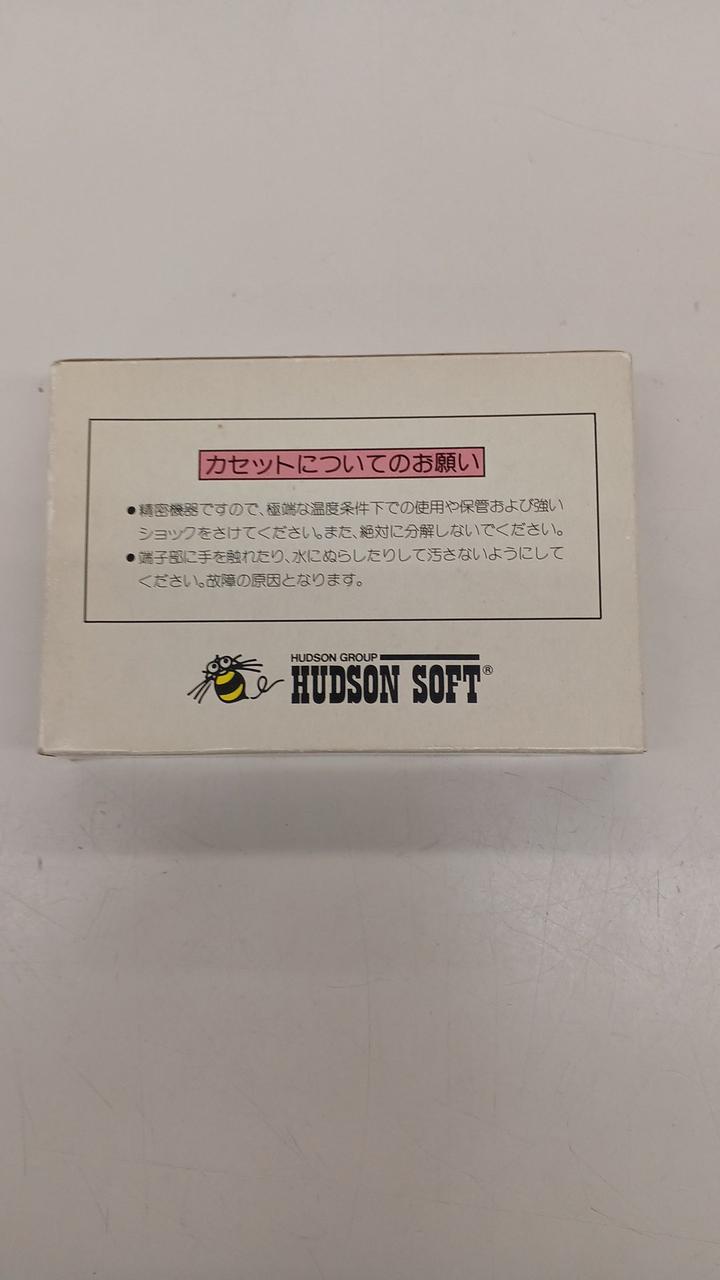 カセットについてのお願い
●精密機器ですので、極端な温度条件下での使用や保管および強い
ショックをさけてください。また、絶対に分解しないでください。
●端子部に手を触れたり、水にぬらしたりして汚さないようにして
ください。故障の原因となります。
HUDSON GROUP
HUDSON SOFT®